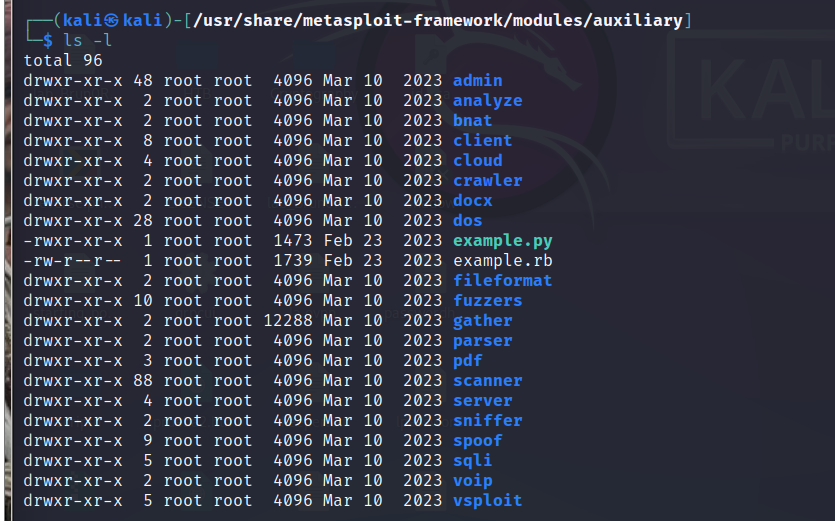 ┌──(kali㉿kali)-[/usr/share/metasploit-framework/modules/auxiliary]
└─$ ls -l
total 96
drwxr-xr-x 48 root root  4096 Mar 10  2023 admin
drwxr-xr-x  2 root root  4096 Mar 10  2023 analyze
drwxr-xr-x  2 root root  4096 Mar 10  2023 bnat
drwxr-xr-x  8 root root  4096 Mar 10  2023 client
drwxr-xr-x  4 root root  4096 Mar 10  2023 cloud
drwxr-xr-x  2 root root  4096 Mar 10  2023 crawler
drwxr-xr-x  2 root root  4096 Mar 10  2023 docx
drwxr-xr-x 28 root root  4096 Mar 10  2023 dos
-rwxr-xr-x  1 root root  1473 Feb 23  2023 example.py
-rw-r--r--  1 root root  1739 Feb 23  2023 example.rb
drwxr-xr-x  2 root root  4096 Mar 10  2023 fileformat
drwxr-xr-x 10 root root  4096 Mar 10  2023 fuzzers
drwxr-xr-x  2 root root 12288 Mar 10  2023 gather
drwxr-xr-x  2 root root  4096 Mar 10  2023 parser
drwxr-xr-x  3 root root  4096 Mar 10  2023 pdf
drwxr-xr-x 88 root root  4096 Mar 10  2023 scanner
drwxr-xr-x  4 root root  4096 Mar 10  2023 server
drwxr-xr-x  2 root root  4096 Mar 10  2023 sniffer
drwxr-xr-x  9 root root  4096 Mar 10  2023 spoof
drwxr-xr-x  5 root root  4096 Mar 10  2023 sqli
drwxr-xr-x  2 root root  4096 Mar 10  2023 voip
drwxr-xr-x  5 root root  4096 Mar 10  2023 vsploit
KAL
PURP